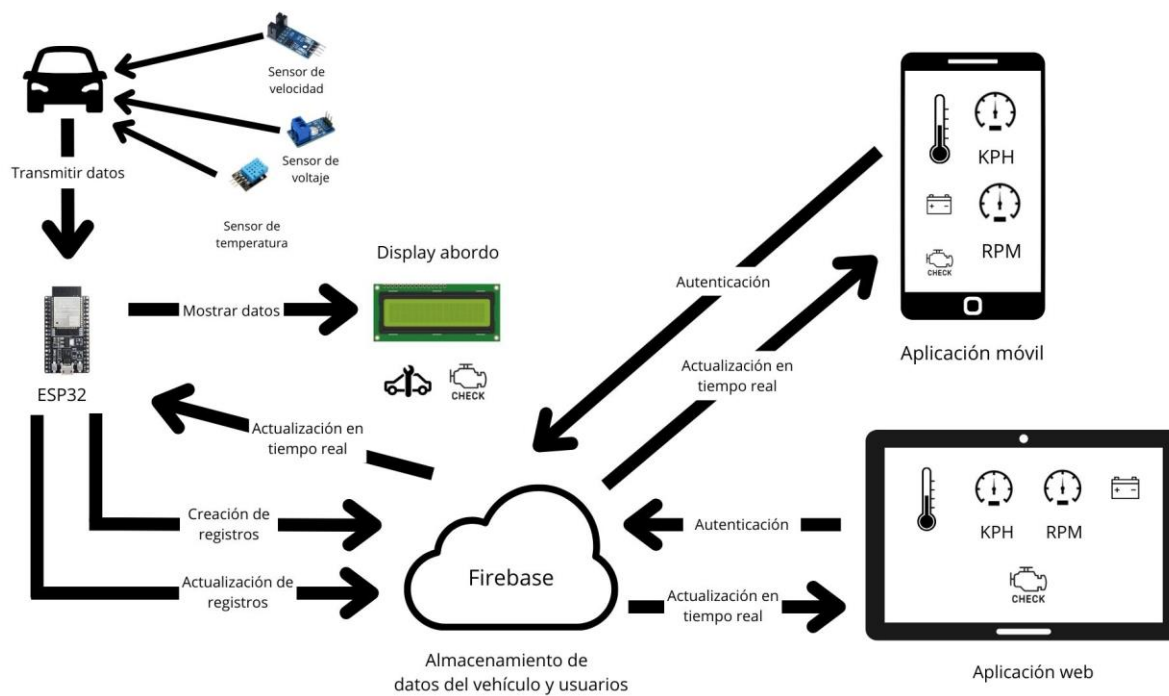 Sensor de
velocidad
Sensor de
voltaje
Transmitir datos
Sensor de
temperatura
Display abordo
Mostrar datos
CHECK
ESP32
Actualización en
tiempo real
Creación de
registros
Actualización de
registros
Firebase
Almacenamiento de
datos del vehículo y usuarios
Autenticación
Actualización en
tiempo real
KPH
RPM
CHECK
Aplicación móvil
Autenticación
Actualización en
tiempo real
KPH RPM
CHECK
Aplicación web